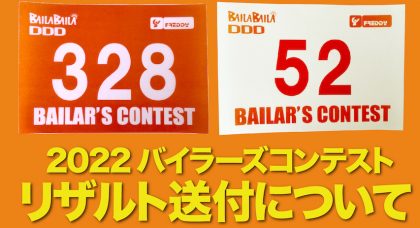 BAILABAILA
DDD
FREDDY
328
BAILAR'S CONTEST
BAILABAILA
DDD
FREDDY
52
BAILAR'S CONTEST
2022 バイラーズコンテスト
リザルト送付について